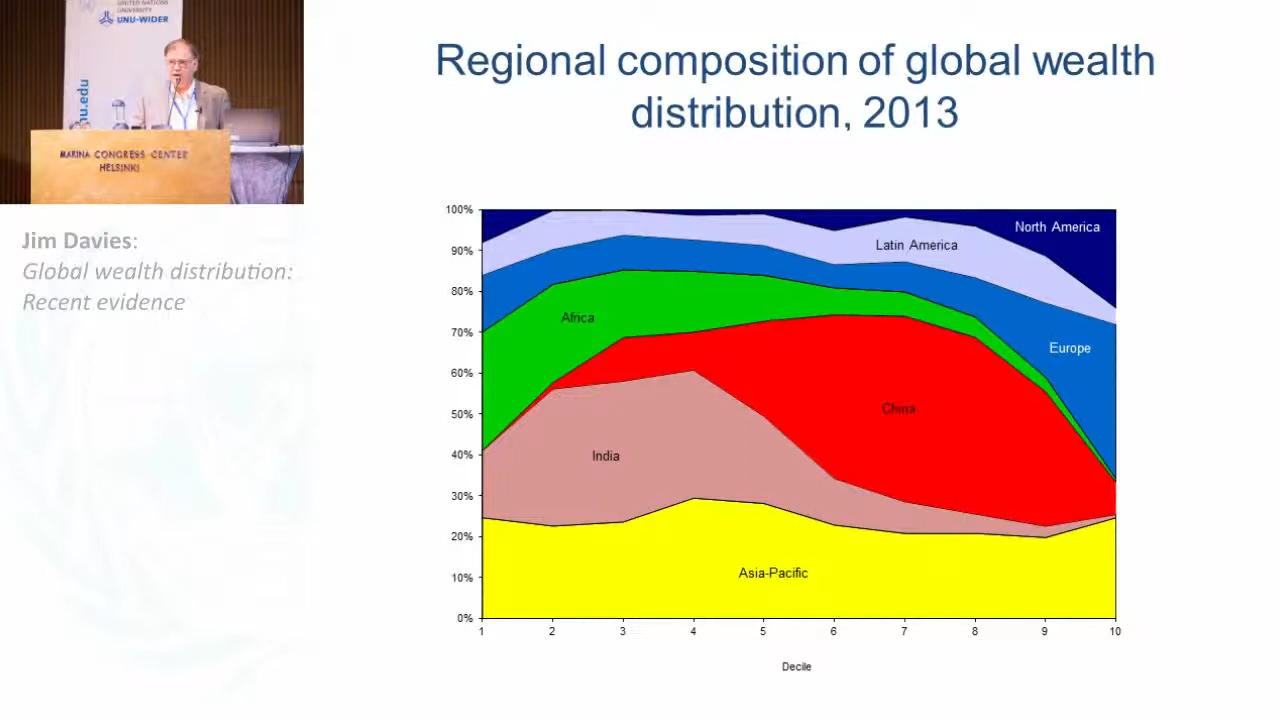 UNITED NATIONS
UNIVERSITY
UNU-WIDER
nu.edu
MARINA CONGRESS CENTER
HELSINKI
Jim Davies:
Global wealth distribution:
Recent evidence
Regional composition of global wealth
distribution, 2013
100%
90%
80%
70%
60%
50%
40%
30%
20%
10%
0%
North America
Latin America
Africa
Europe
China
India
Asia-Pacific
1 2 3 4 5 6 7 8 9 10
Decile